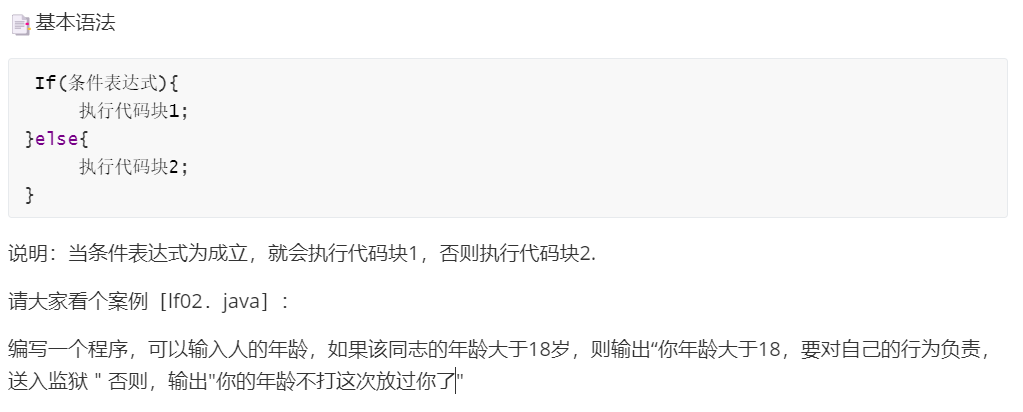 基本语法
If(条件表达式){
执行代码块1;
}else{
执行代码块2;
}
说明：当条件表达式为成立，就会执行代码块1，否则执行代码块2.
请大家看个案例［If02．java］：
编写一个程序，可以输入人的年龄，如果该同志的年龄大于18岁，则输出“你年龄大于18，要对自己的行为负责，
送入监狱 " 否则，输出"你的年龄不打这次放过你了"